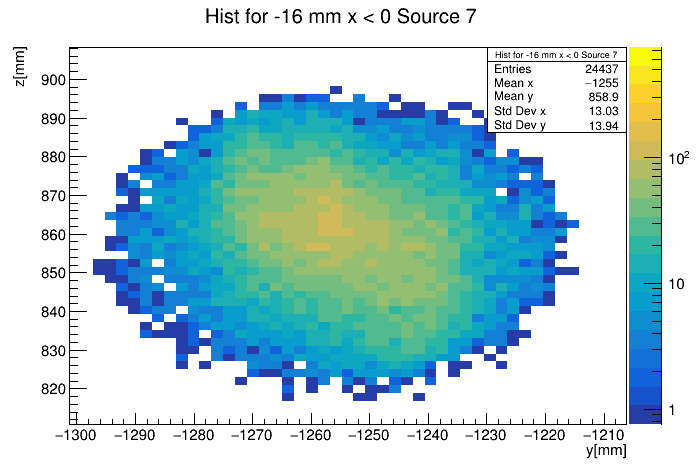 Hist for -16 mm x < 0 Source 7
z[mm]
Hist for -16 mm x < 0 Source 7
Entries 24437
Mean x −1255
Mean y 858.9
Std Dev x 13.03
Std Dev y 13.94
900
890
880
870
860
850
840
830
820
10²
10
1
−1300 −1290 −1280 −1270 −1260 −1250 −1240 −1230 −1220 −1210
y[mm]